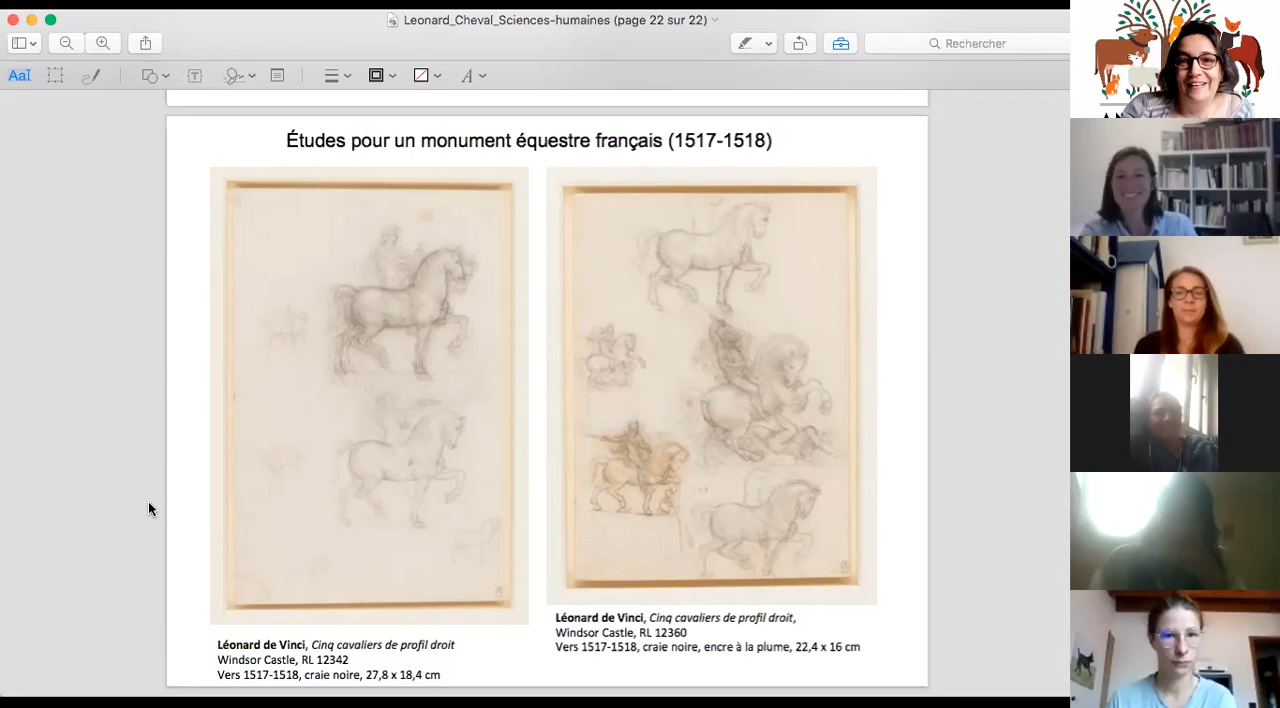 Leonard_Cheval_Sciences-humaines (page 22 sur 22)
Rechercher
AaI
Études pour un monument équestre français (1517-1518)
Léonard de Vinci, Cinq cavaliers de profil droit
Windsor Castle, RL 12342
Vers 1517-1518, craie noire, 27,8 x 18,4 cm
Léonard de Vinci, Cinq cavaliers de profil droit,
Windsor Castle, RL 12360
Vers 1517-1518, craie noire, encre à la plume, 22,4 x 16 cm